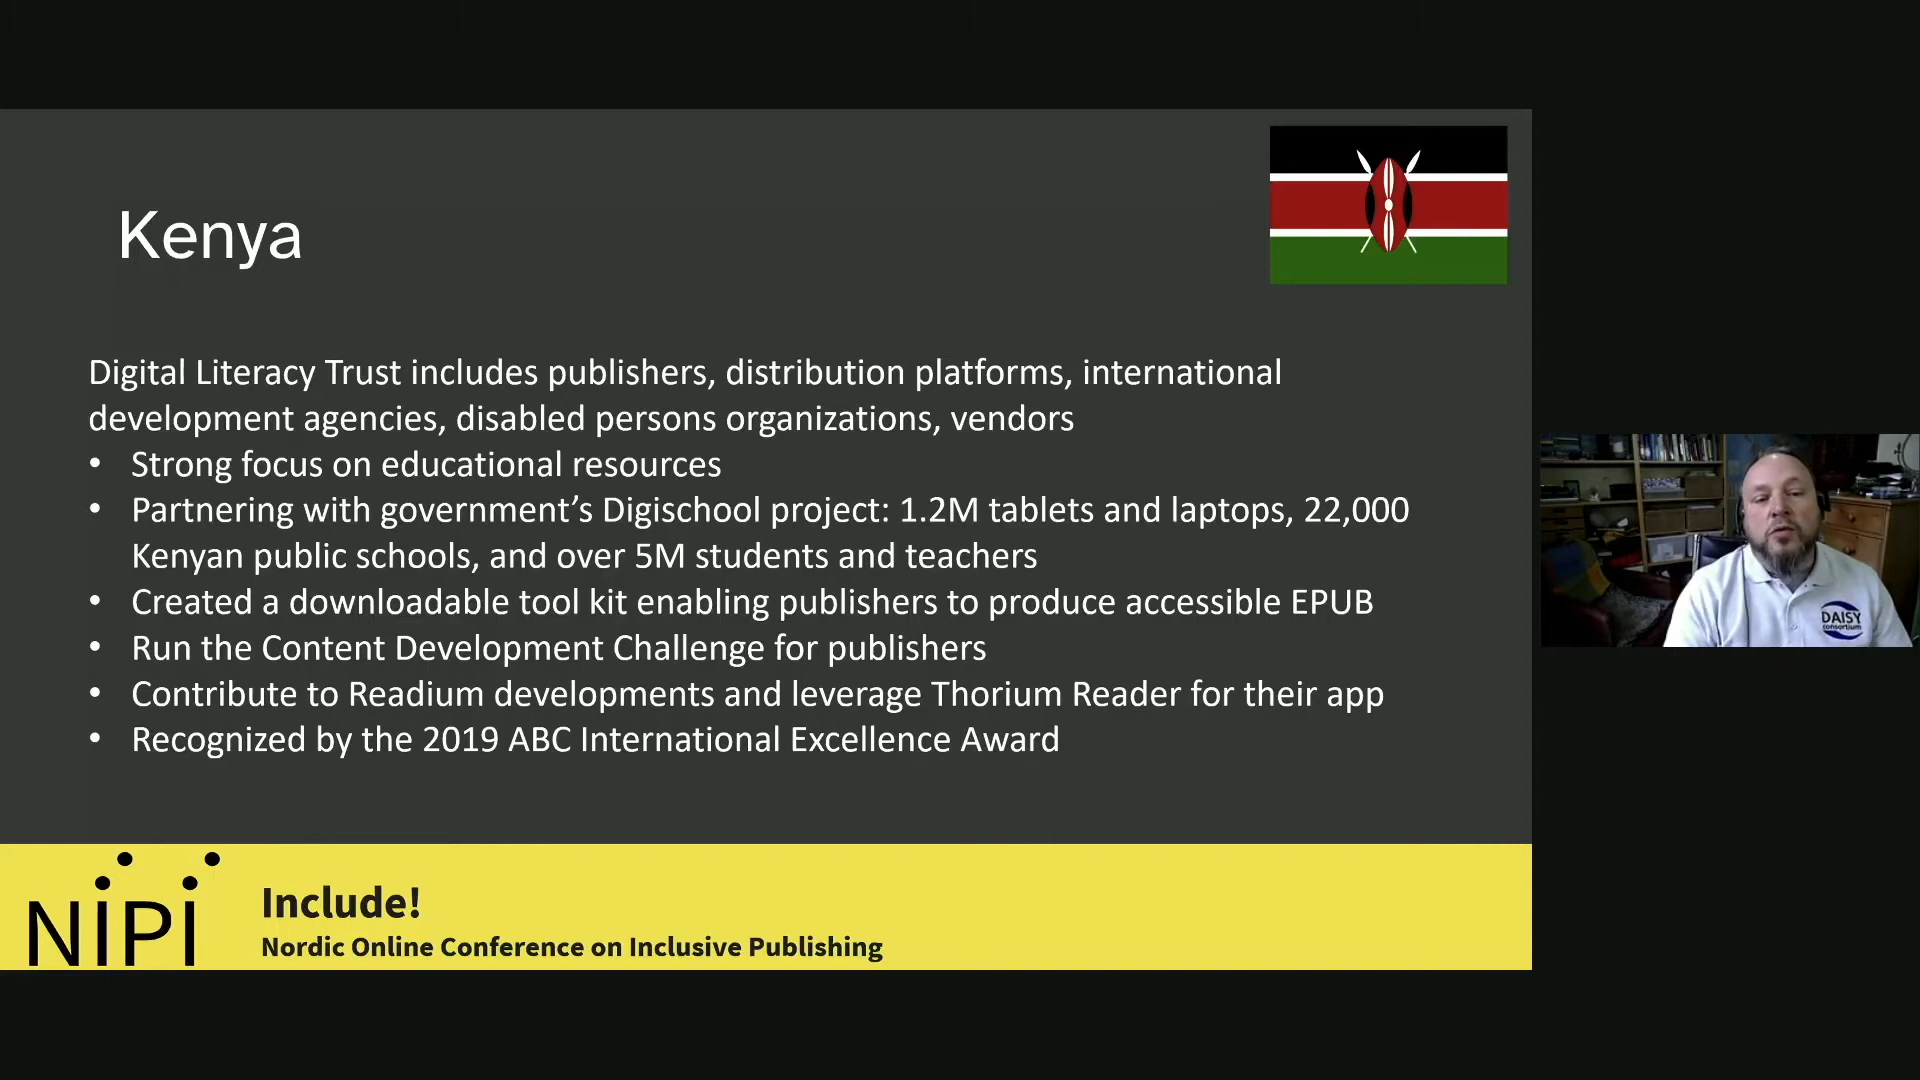 Kenya
Digital Literacy Trust includes publishers, distribution platforms, international
development agencies, disabled persons organizations, vendors
• Strong focus on educational resources
• Partnering with government’s Digischool project: 1.2M tablets and laptops, 22,000
Kenyan public schools, and over 5M students and teachers
• Created a downloadable tool kit enabling publishers to produce accessible EPUB
• Run the Content Development Challenge for publishers
• Contribute to Readium developments and leverage Thorium Reader for their app
• Recognized by the 2019 ABC International Excellence Award
DAISY
consortium
NiPi
Include!
Nordic Online Conference on Inclusive Publishing